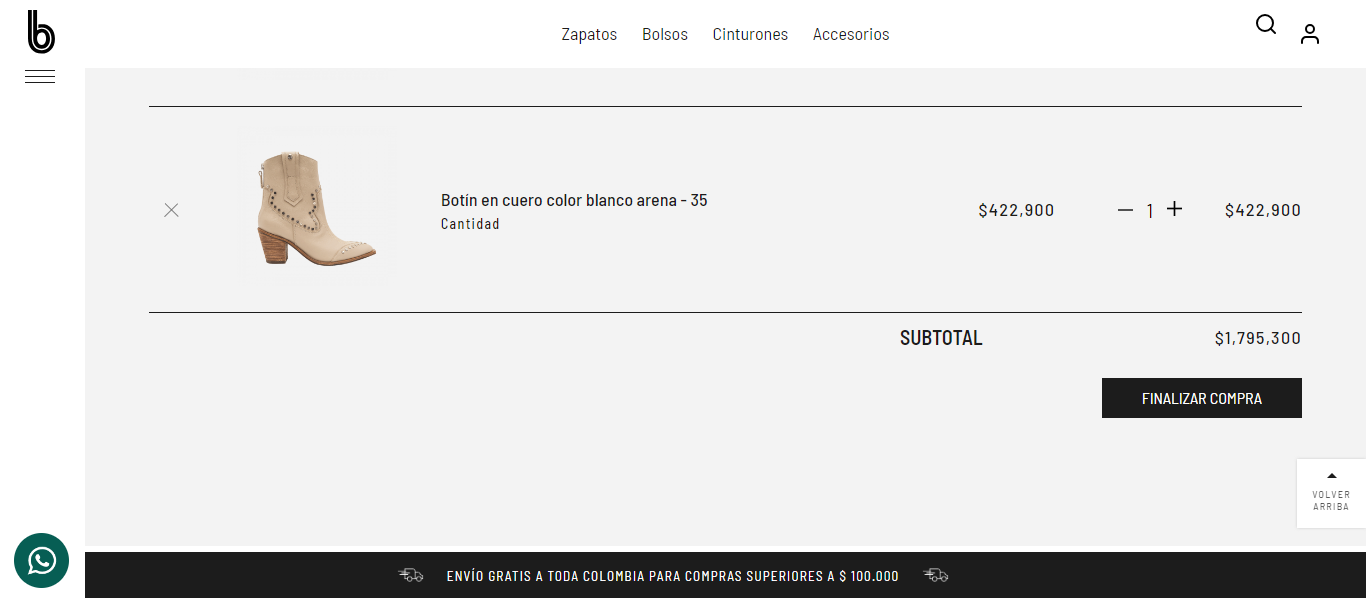 b
Zapatos Bolsos Cinturones Accesorios
Botín en cuero color blanco arena - 35
Cantidad
$422,900 — 1 + $422,900
SUBTOTAL $1,795,300
FINALIZAR COMPRA
VOLVER
ARRIBA
ENVÍO GRATIS A TODA COLOMBIA PARA COMPRAS SUPERIORES A $ 100.000